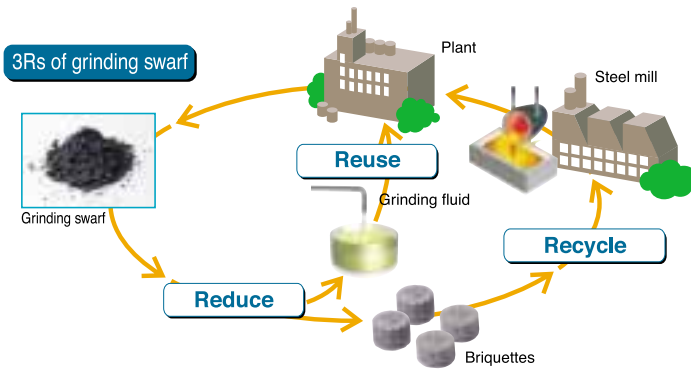 3Rs of grinding swarf
Plant
Steel mill
Reuse
Grinding fluid
Grinding swarf
Recycle
Reduce
Briquettes